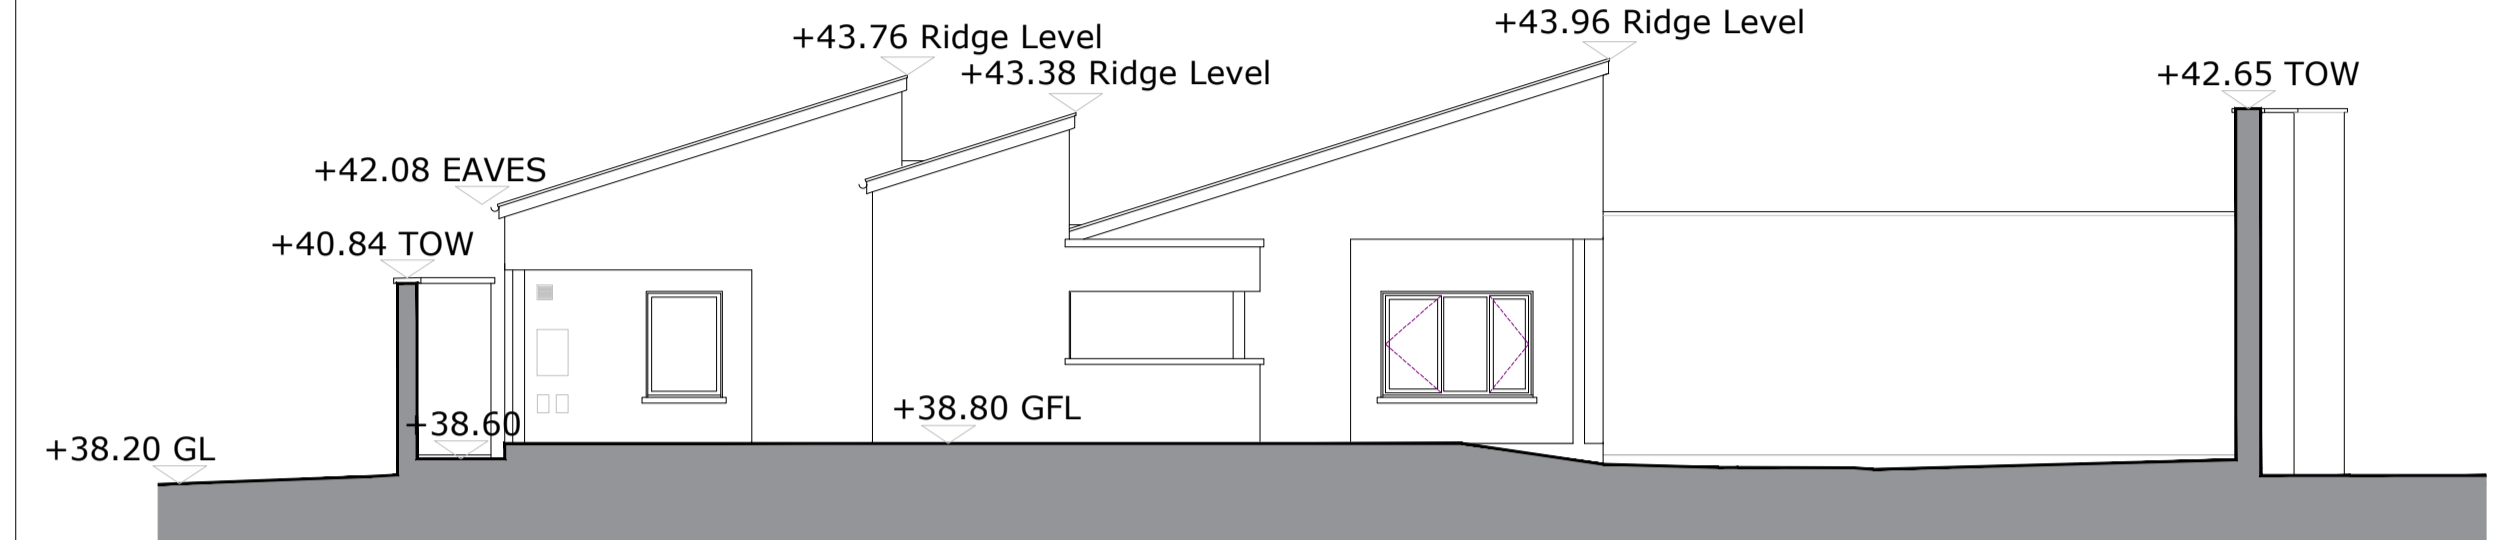 +43.96 Ridge Level
+43.76 Ridge Level
+43.38 Ridge Level
+42.65 TOW
+42.08 EAVES
+40.84 TOW
+38.80 GFL
+38.60
+38.20 GL